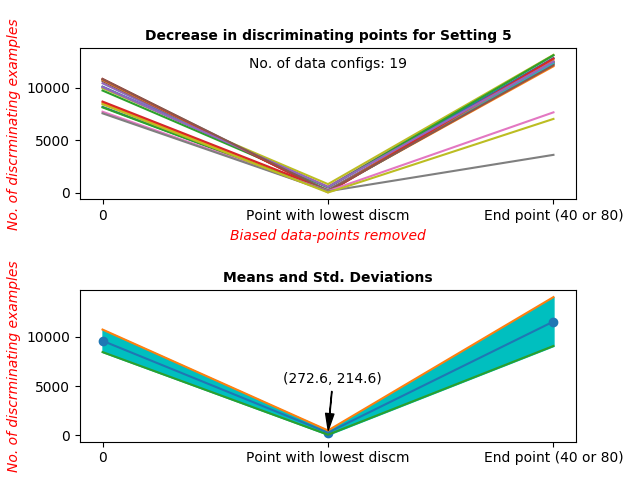 Decrease in discriminating points for Setting 5
No. of data configs: 19
No. of discrminating examples
10000
5000
0
0 Point with lowest discm End point (40 or 80)
Biased data-points removed
Means and Std. Deviations
No. of discrminating examples
10000
5000
0
(272.6, 214.6)
0 Point with lowest discm End point (40 or 80)